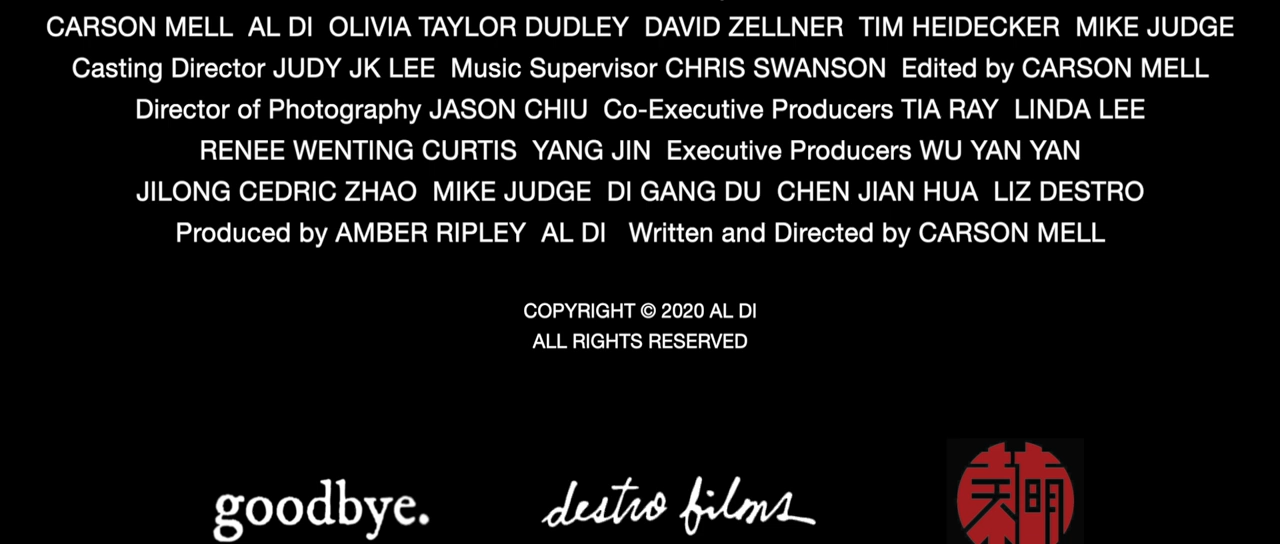 CARSON MELL AL DI OLIVIA TAYLOR DUDLEY DAVID ZELLNER TIM HEIDECKER MIKE JUDGE
Casting Director JUDY JK LEE Music Supervisor CHRIS SWANSON Edited by CARSON MELL
Director of Photography JASON CHIU Co-Executive Producers TIA RAY LINDA LEE
RENEE WENTING CURTIS YANG JIN Executive Producers WU YAN YAN
JILONG CEDRIC ZHAO MIKE JUDGE DI GANG DU CHEN JIAN HUA LIZ DESTRO
Produced by AMBER RIPLEY AL DI Written and Directed by CARSON MELL
COPYRIGHT © 2020 AL DI
ALL RIGHTS RESERVED
goodbye.
destro films